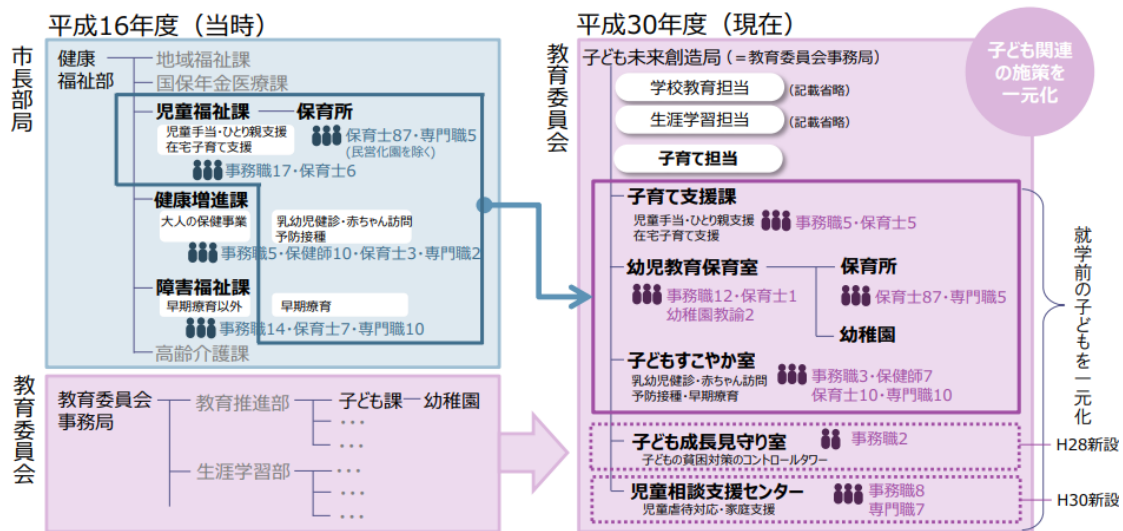 平成16年度（当時）
市長部局
健康
福祉部
地域福祉課
国保年金医療課
児童福祉課
保育所
児童手当・ひとり親支援
在宅子育て支援
保育士87・専門職5
(民営化園を除く)
事務職17・保育士6
健康増進課
大人の保健事業
乳幼児健診・赤ちゃん訪問
予防接種
事務職5・保健師10・保育士3・専門職2
障害福祉課
早期療育以外
早期療育
事務職14・保育士7・専門職10
高齢介護課
教育委員会
教育委員会
事務局
教育推進部
子ども課
幼稚園
…
…
生涯学習部
…
…
…
平成30年度（現在）
教育委員会
子ども未来創造局（＝教育委員会事務局）
学校教育担当
(記載省略)
生涯学習担当
(記載省略)
子育て担当
子ども関連
の施策を
一元化
子育て支援課
児童手当・ひとり親支援
在宅子育て支援
事務職5・保育士5
幼児教育保育室
保育所
事務職12・保育士1
幼稚園教諭2
保育士87・専門職5
幼稚園
子どもすこやか室
乳幼児健診・赤ちゃん訪問
予防接種・早期療育
事務職3・保健師7
保育士10・専門職10
子ども成長見守り室
子どもの貧困対策のコントロールタワー
事務職2
H28新設
児童相談支援センター
児童虐待対応・家庭支援
事務職8
専門職7
H30新設
就学前の子どもを一元化